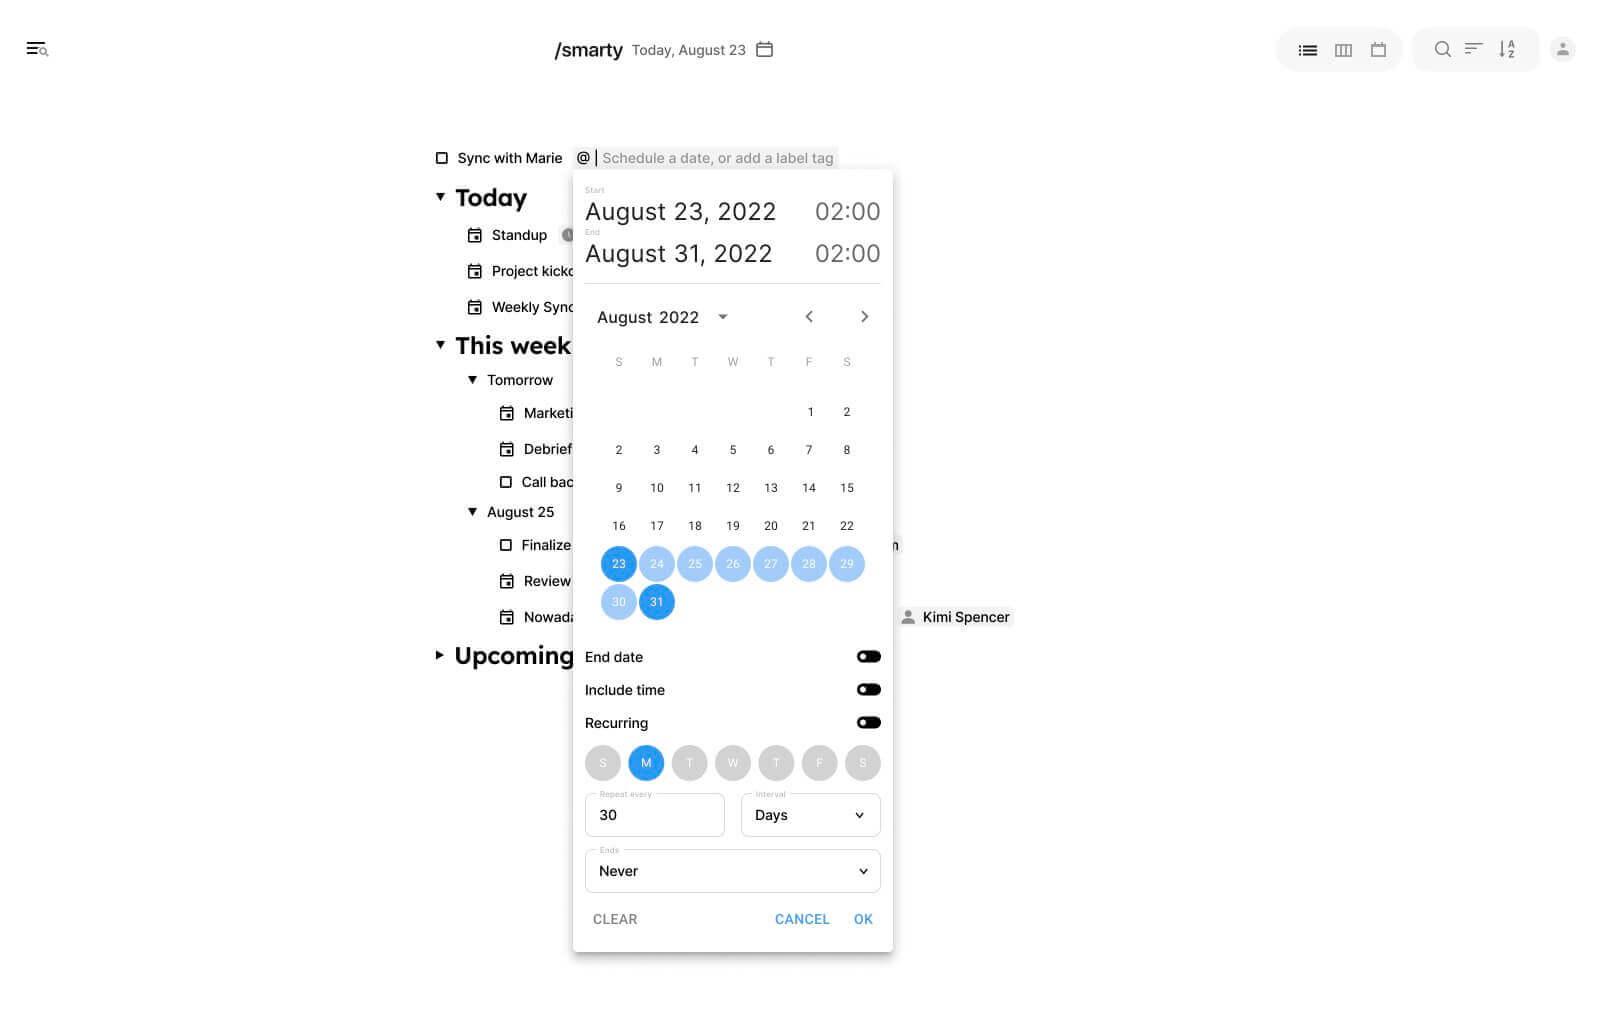 /smarty Today, August 23
A
Z
Sync with Marie @ Schedule a date, or add a label tag
Today
Standup
Project kicko
Weekly Sync
This week
Tomorrow
Marketi
Debrief
Call bac
August 25
Finalize
Review
Nowada
Kimi Spencer
Upcoming
Start
August 23, 2022 02:00
End
August 31, 2022 02:00
August 2022
S M T W T F S
1 2
2 3 4 5 6 7 8
9 10 11 12 13 14 15
16 17 18 19 20 21 22
23 24 25 26 27 28 29
30 31
End date
Include time
Recurring
S M T W T F S
Repeat every
30
Interval
Days
Ends
Never
CLEAR CANCEL OK